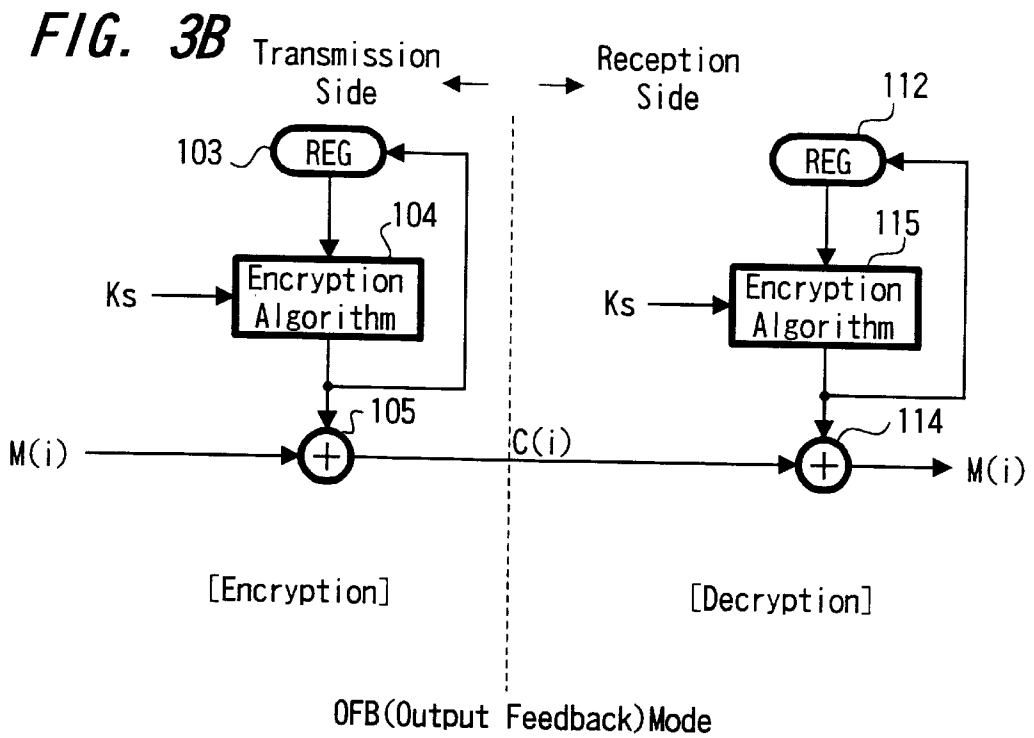 FIG. 3B
Transmission
Side
Reception
Side
103
REG
112
REG
104
115
Ks
Encryption
Algorithm
Ks
Encryption
Algorithm
105
114
M(i)
C(i)
M(i)
[Encryption]
[Decryption]
OFB(Output Feedback)Mode